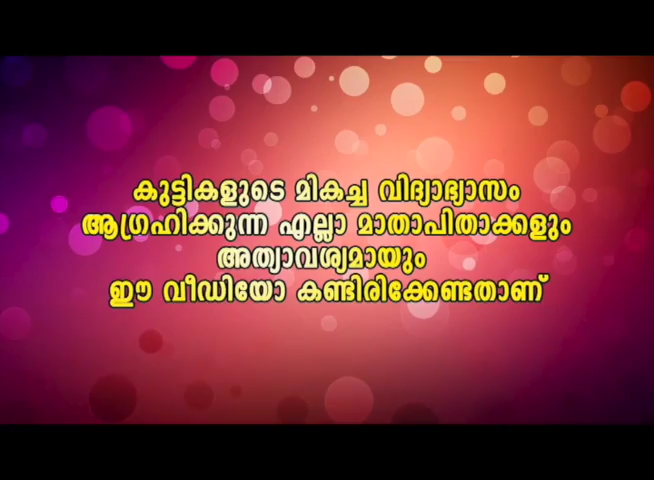 കുട്ടികളുടെ മികച്ച വിദ്യാഭ്യാസം
ആഗ്രഹിക്കുന്ന എല്ലാ മാതാപിതാക്കളും
അത്യാവശ്യമായും
ഈ വീഡിയോ കണ്ടിരിക്കേണ്ടതാണ്